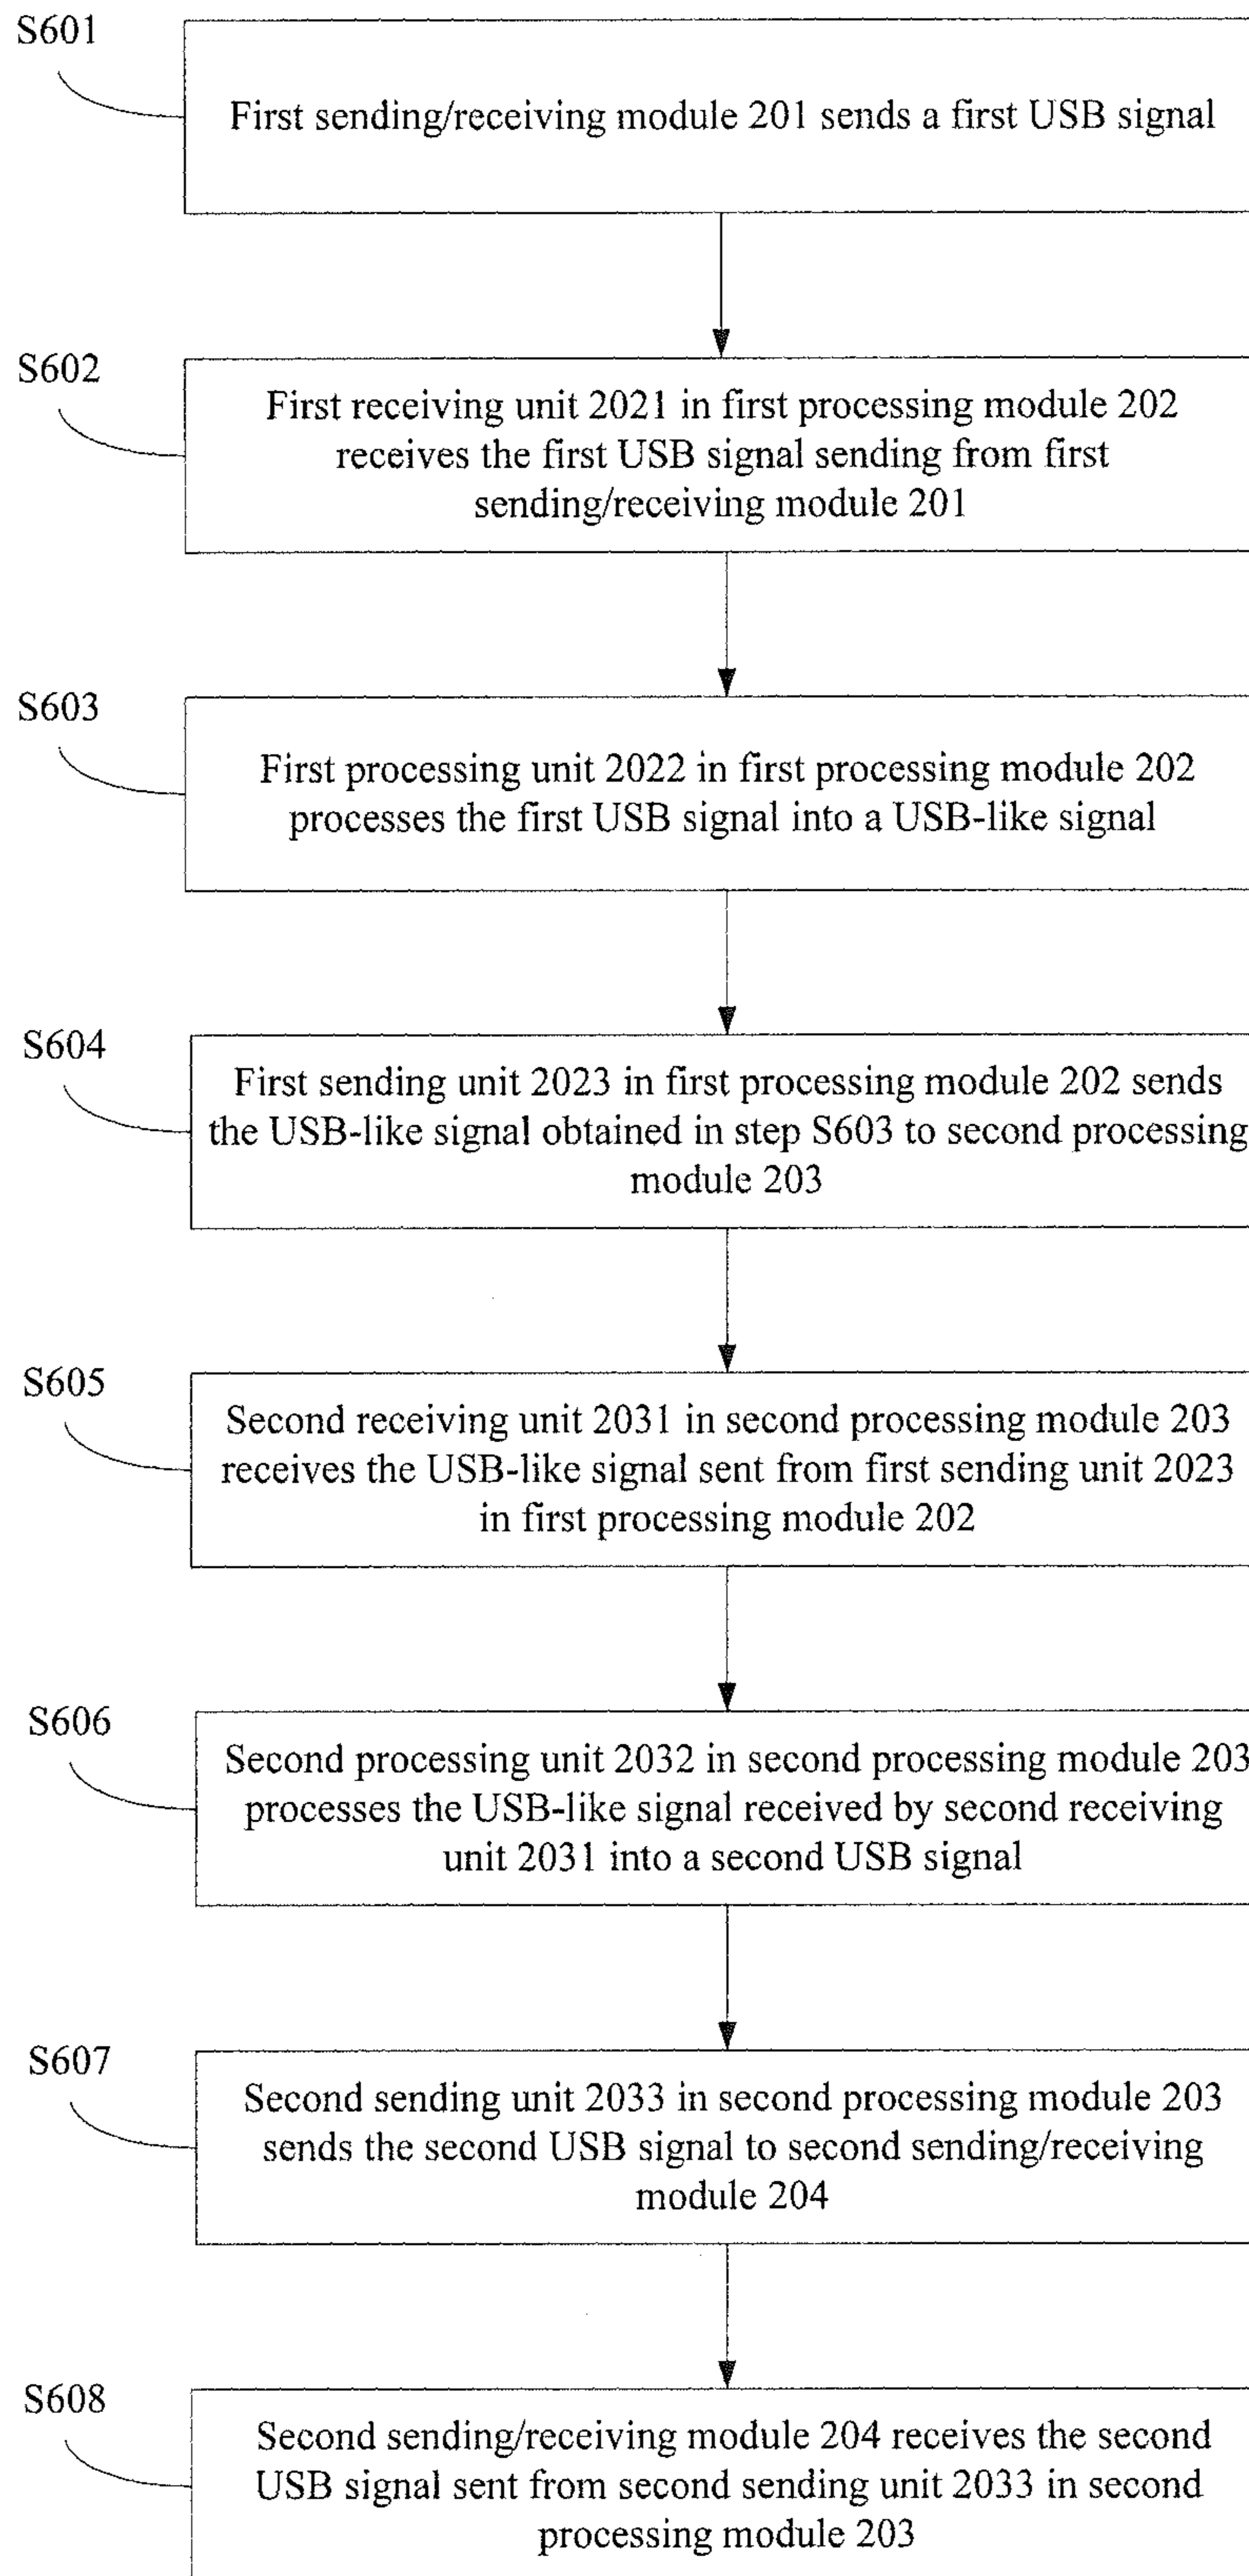 S601
First sending/receiving module 201 sends a first USB signal
S602
First receiving unit 2021 in first processing module 202
receives the first USB signal sending from first
sending/receiving module 201
S603
First processing unit 2022 in first processing module 202
processes the first USB signal into a USB-like signal
S604
First sending unit 2023 in first processing module 202 sends
the USB-like signal obtained in step S603 to second processing
module 203
S605
Second receiving unit 2031 in second processing module 203
receives the USB-like signal sent from first sending unit 2023
in first processing module 202
S606
Second processing unit 2032 in second processing module 203
processes the USB-like signal received by second receiving
unit 2031 into a second USB signal
S607
Second sending unit 2033 in second processing module 203
sends the second USB signal to second sending/receiving
module 204
S608
Second sending/receiving module 204 receives the second
USB signal sent from second sending unit 2033 in second
processing module 203